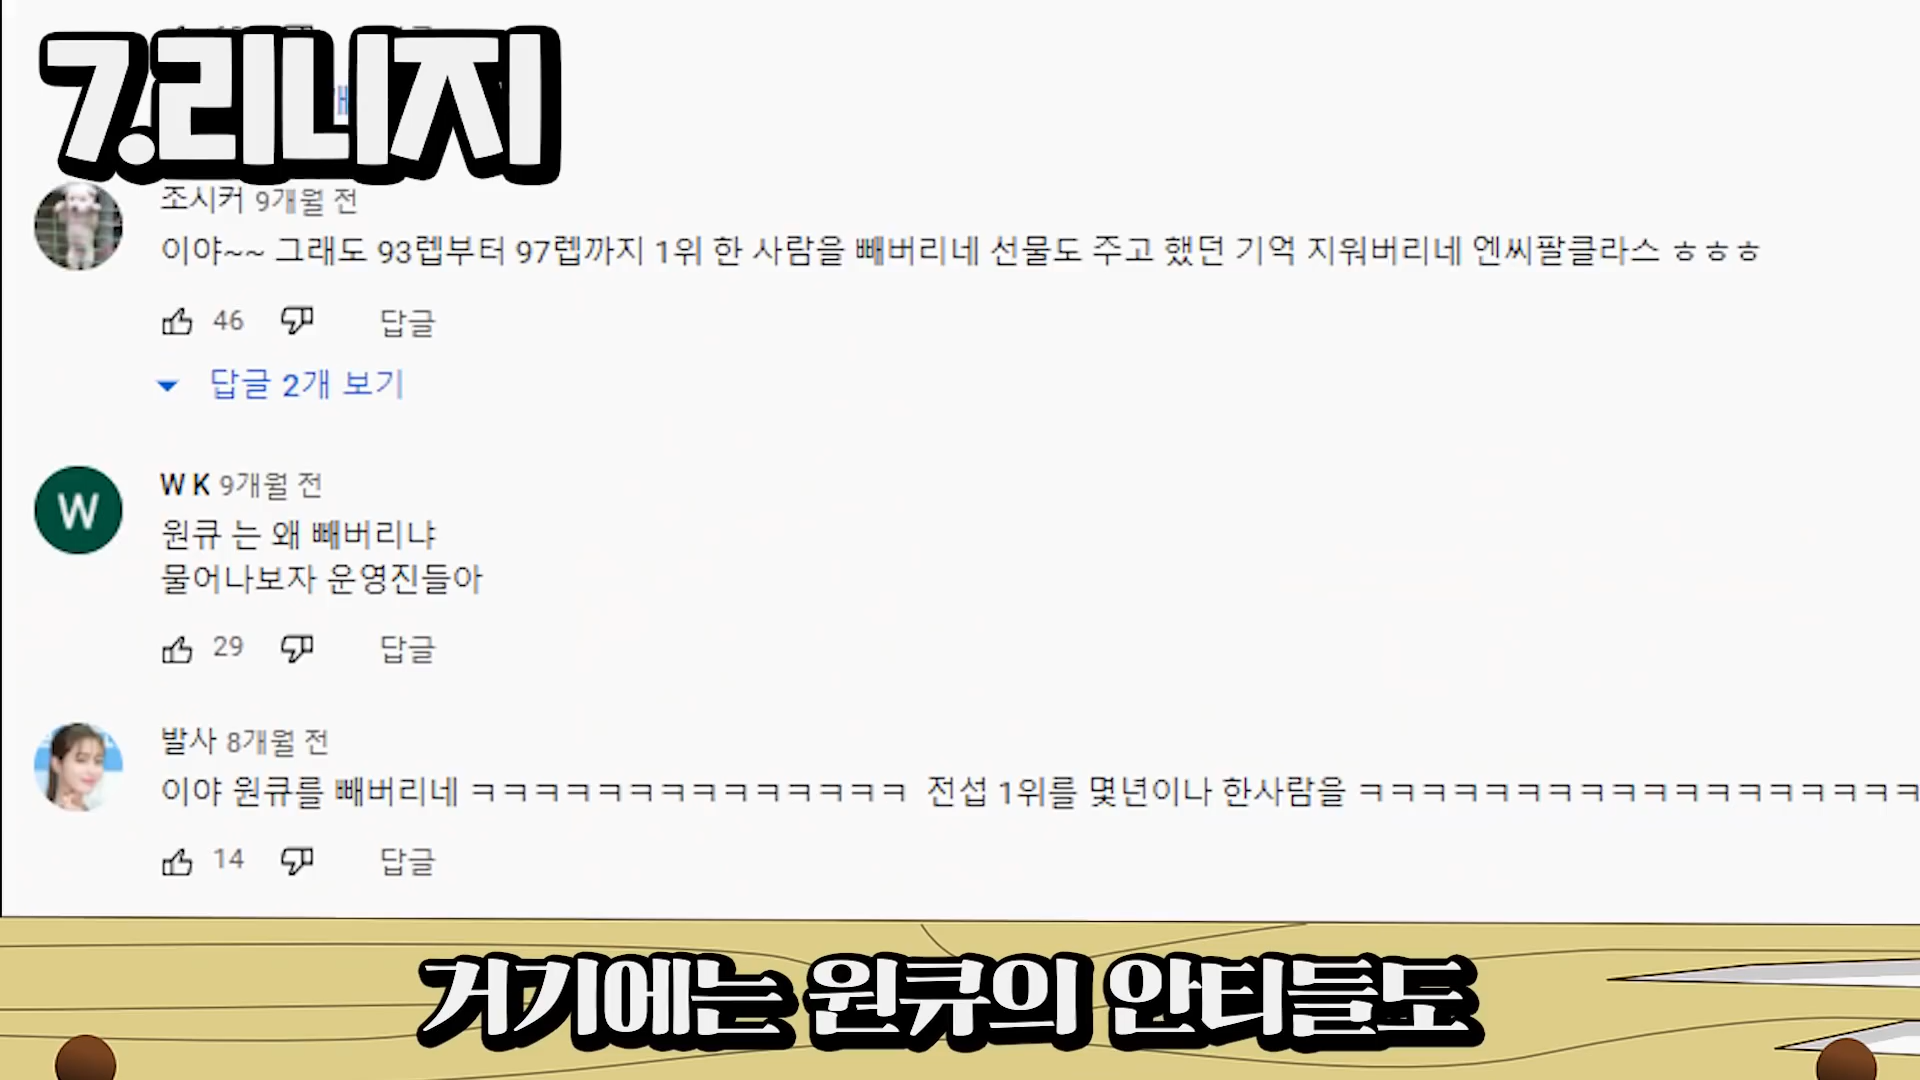 7.리니지
조시커 9개월 전
이야~~ 그래도 93렙부터 97렙까지 1위 한 사람을 빼버리네 선물도 주고 했던 기억 지워버리네 엔씨팔클라스 ㅎㅎㅎ
46 답글
답글 2개 보기
W
W K 9개월 전
원큐 는 왜 빼버리냐
물어나보자 운영진들아
29 답글
발사 8개월 전
이야 원큐를 빼버리네 ㅋㅋㅋㅋㅋㅋㅋㅋㅋㅋㅋㅋㅋㅋ 전섭 1위를 몇년이나 한사람을 ㅋㅋㅋㅋㅋㅋㅋㅋㅋㅋㅋㅋㅋㅋㅋㅋㅋㅋ
14 답글
거기에는 원큐의 안티들도